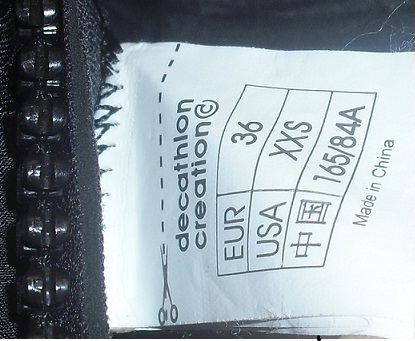 decathlon
creation©
EUR 36
USA XXS
中国 165/84A
Made in China